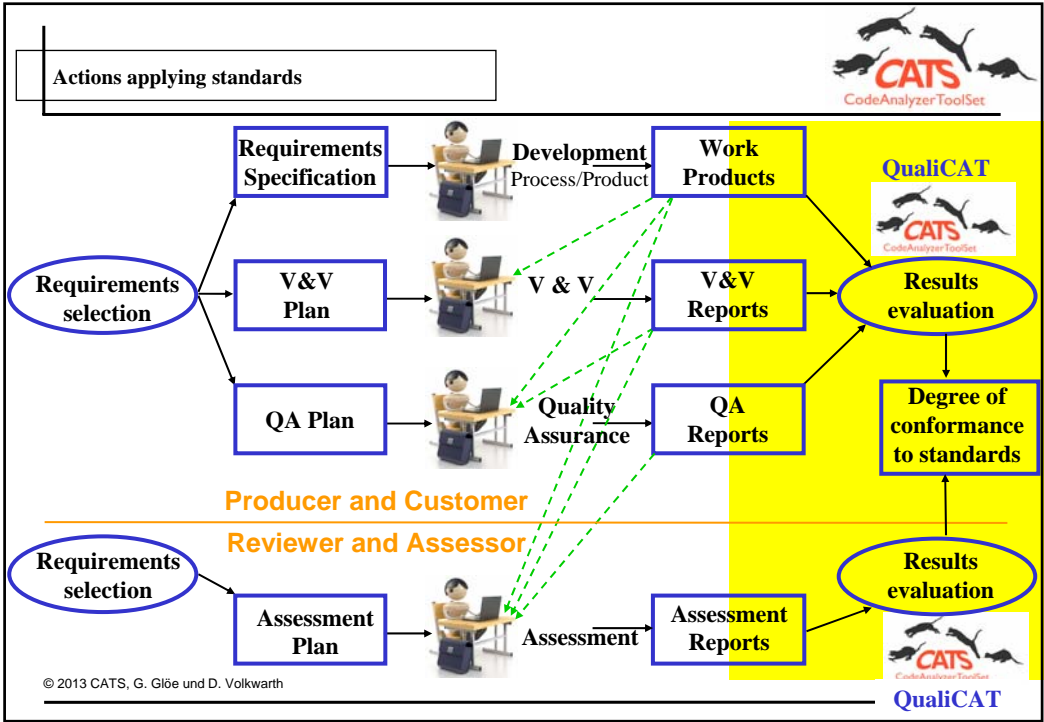 Actions applying standards
CATS
CodeAnalyzerToolSet
Requirements
Specification
Development
Process/Product
Work
Products
QualiCAT
CATS
CodeAnalyzerToolSet
Requirements
selection
V&V
Plan
V & V
V&V
Reports
Results
evaluation
QA Plan
Quality
Assurance
QA
Reports
Degree of
conformance
to standards
Producer and Customer
Reviewer and Assessor
Requirements
selection
Results
evaluation
Assessment
Plan
Assessment
Assessment
Reports
CATS
CodeAnalyzerToolSet
© 2013 CATS, G. Glöe und D. Volkwarth
QualiCAT